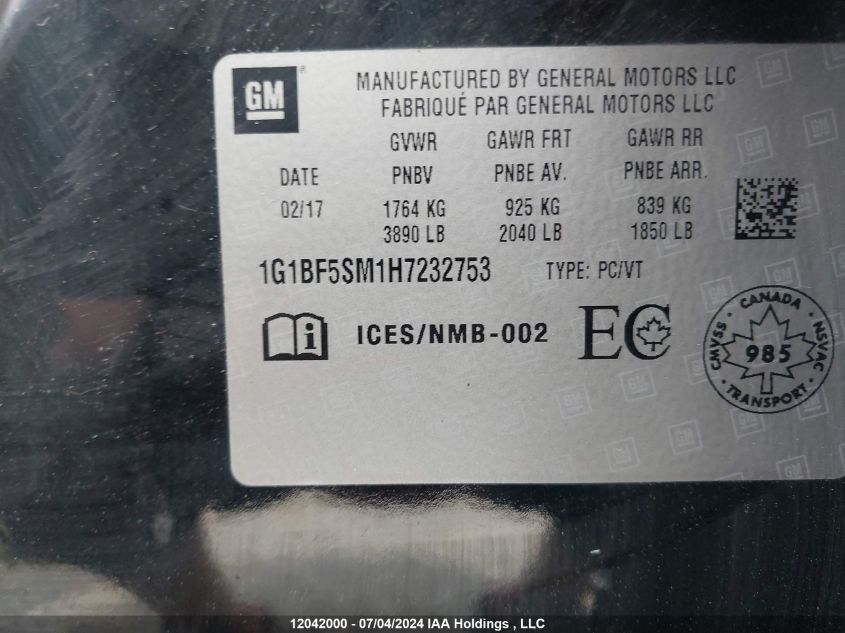 GM
MANUFACTURED BY GENERAL MOTORS LLC
FABRIQUÉ PAR GENERAL MOTORS LLC
GVWR GAWR FRT GAWR RR
DATE PNBV PNBE AV. PNBE ARR.
02/17 1764 KG 925 KG 839 KG
3890 LB 2040 LB 1850 LB
1G1BF5SM1H7232753 TYPE: PC/VT
i ICES/NMB-002 EC
CANADA
CMVSS 985 NSVAC
TRANSPORT
12042000 - 07/04/2024 IAA Holdings , LLC